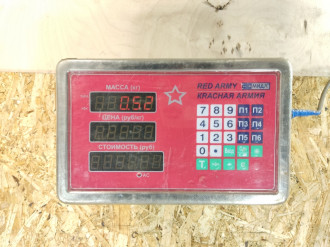 МАССА (кг)
0.52
ЦЕНА (руб/кг)
СТОИМОСТЬ (руб)
RED ARMY
KRАСНАЯ АРМИЯ
7 8 9 П1 П2
4 5 6 П3 П4
1 2 3 П5 П6
0 •
T